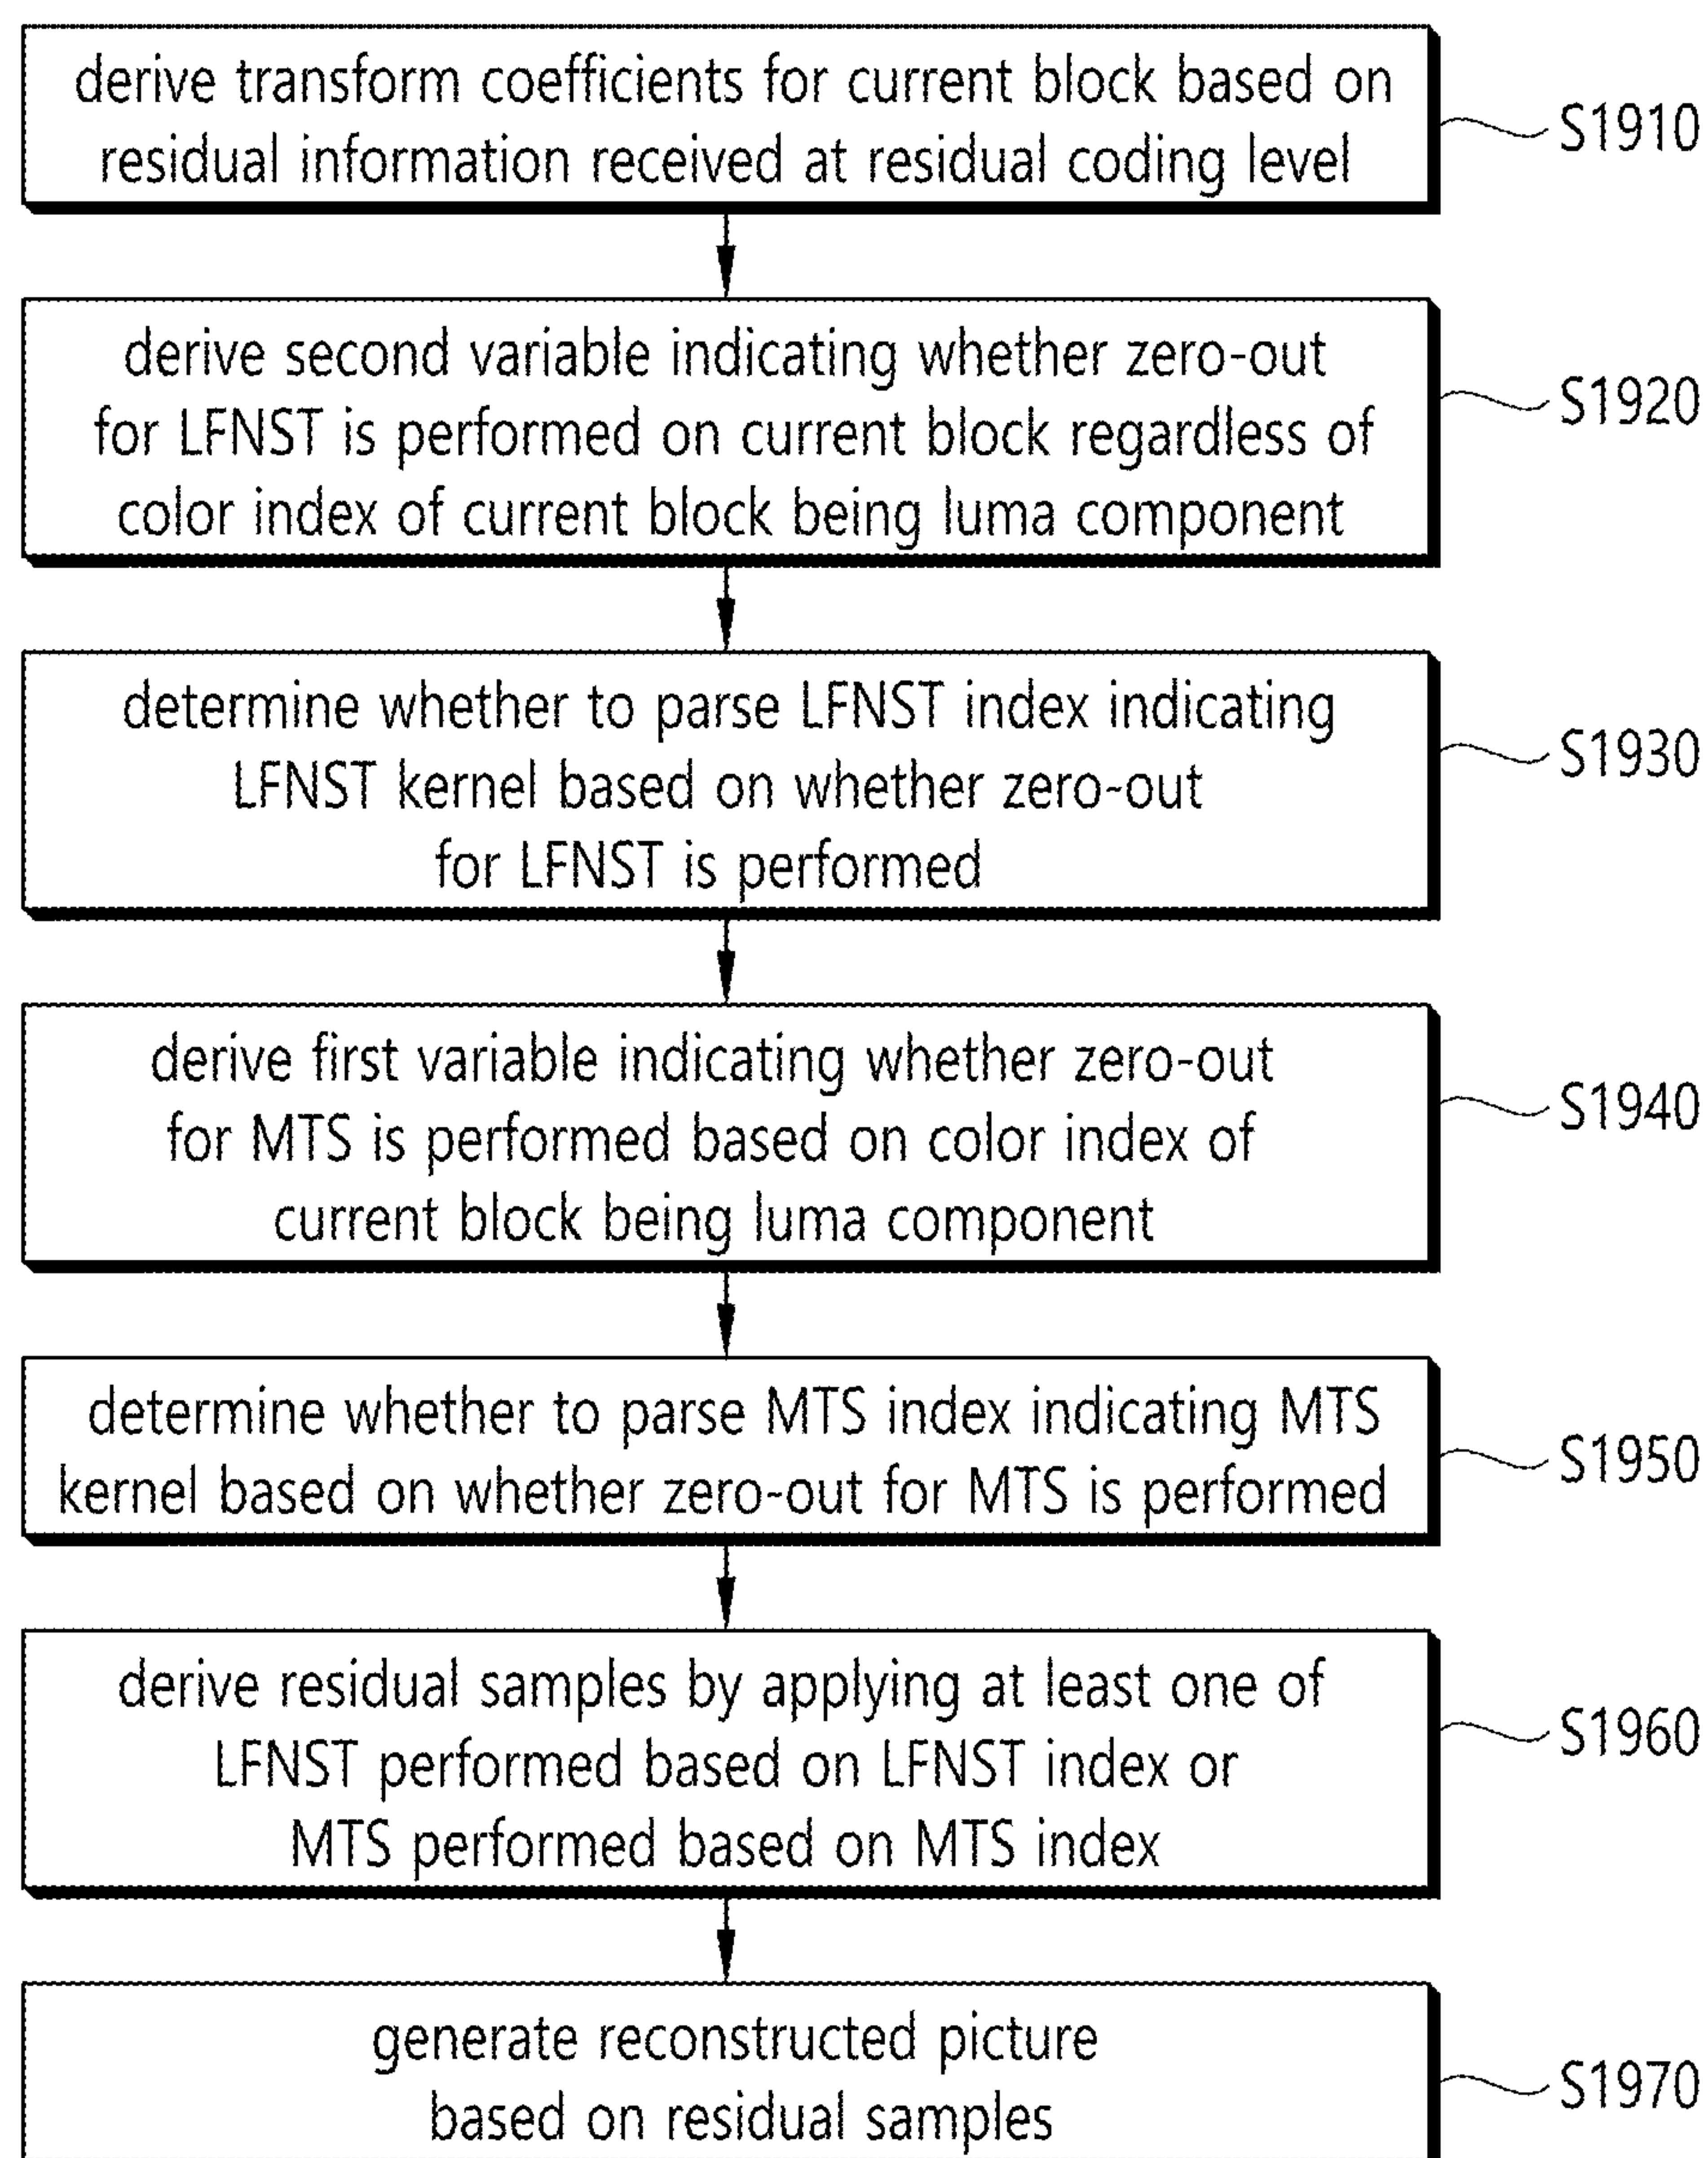 derive transform coefficients for current block based on
residual information received at residual coding level
S1910
derive second variable indicating whether zero-out
for LFNST is performed on current block regardless of
color index of current block being luma component
S1920
determine whether to parse LFNST index indicating
LFNST kernel based on whether zero-out
for LFNST is performed
S1930
derive first variable indicating whether zero-out
for MTS is performed based on color index of
current block being luma component
S1940
determine whether to parse MTS index indicating MTS
kernel based on whether zero-out for MTS is performed
S1950
derive residual samples by applying at least one of
LFNST performed based on LFNST index or
MTS performed based on MTS index
S1960
generate reconstructed picture
based on residual samples
S1970